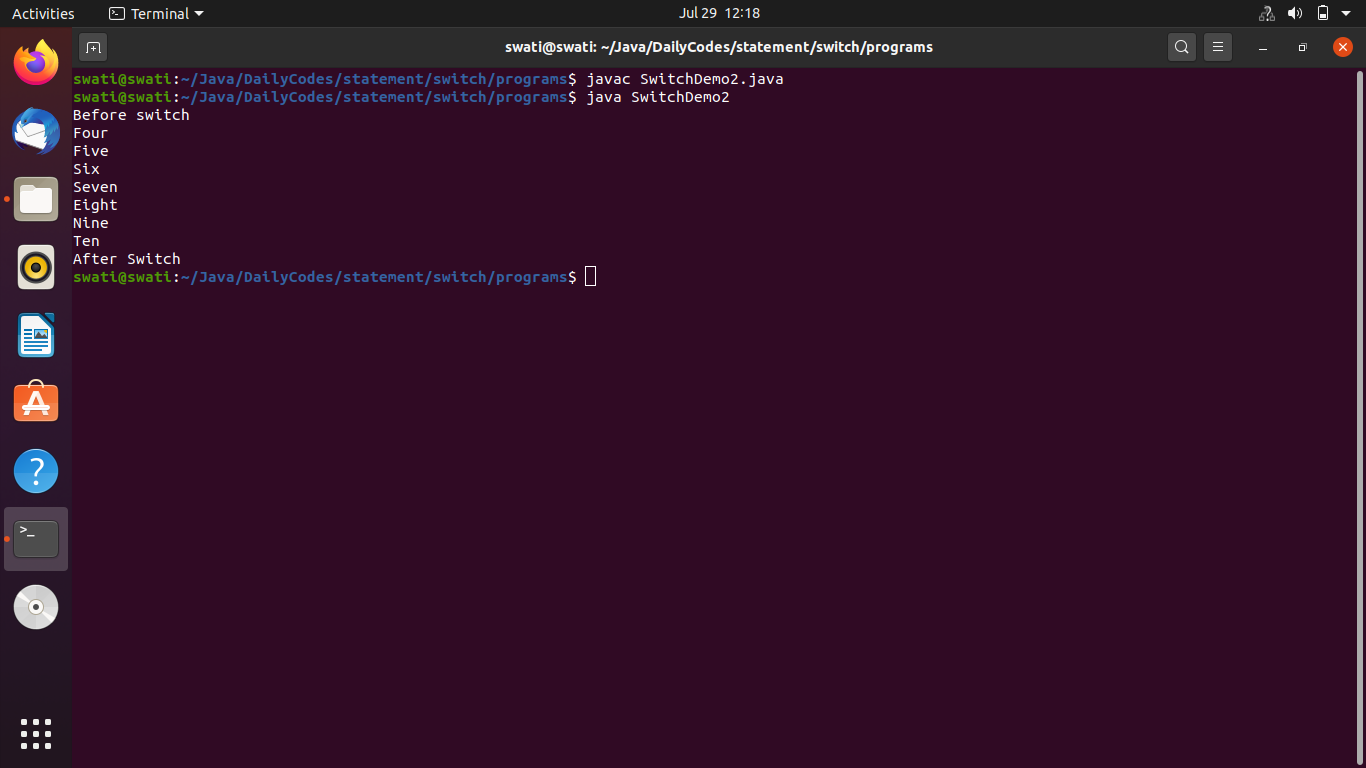 Activities Terminal Jul 29 12:18
swati@swati: ~/Java/DailyCodes/statement/switch/programs
swati@swati:~/Java/DailyCodes/statement/switch/programs$ javac SwitchDemo2.java
swati@swati:~/Java/DailyCodes/statement/switch/programs$ java SwitchDemo2
Before switch
Four
Five
Six
Seven
Eight
Nine
Ten
After Switch
swati@swati:~/Java/DailyCodes/statement/switch/programs$